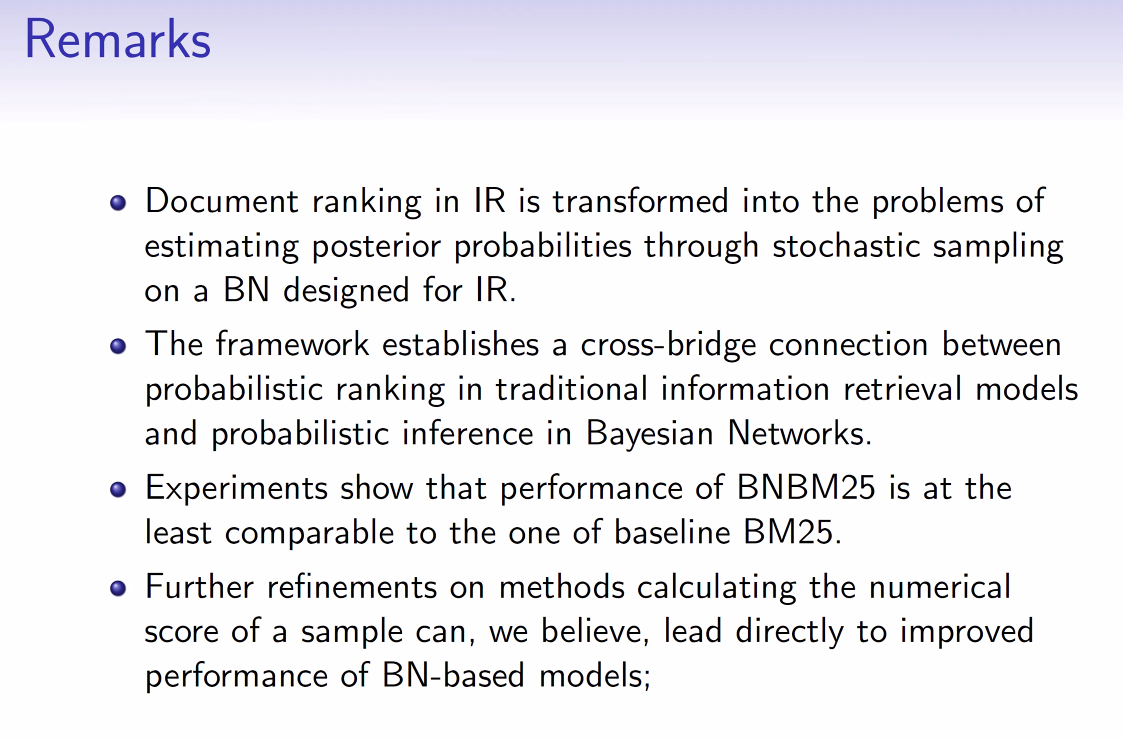 Remarks
Document ranking in IR is transformed into the problems of
estimating posterior probabilities through stochastic sampling
on a BN designed for IR.
The framework establishes a cross-bridge connection between
probabilistic ranking in traditional information retrieval models
and probabilistic inference in Bayesian Networks.
Experiments show that performance of BNBM25 is at the
least comparable to the one of baseline BM25.
Further refinements on methods calculating the numerical
score of a sample can, we believe, lead directly to improved
performance of BN-based models;